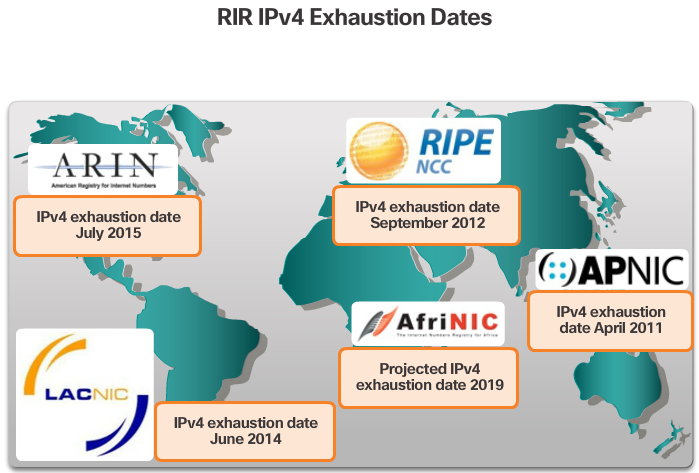 RIR IPv4 Exhaustion Dates
ARIN
American Registry for Internet Numbers
IPv4 exhaustion date
July 2015
RIPE
NCC
IPv4 exhaustion date
September 2012
APNIC
IPv4 exhaustion
date April 2011
AfriNIC
The Internet Numbers Registry for Africa
Projected IPv4
exhaustion date 2019
LACNIC
IPv4 exhaustion date
June 2014